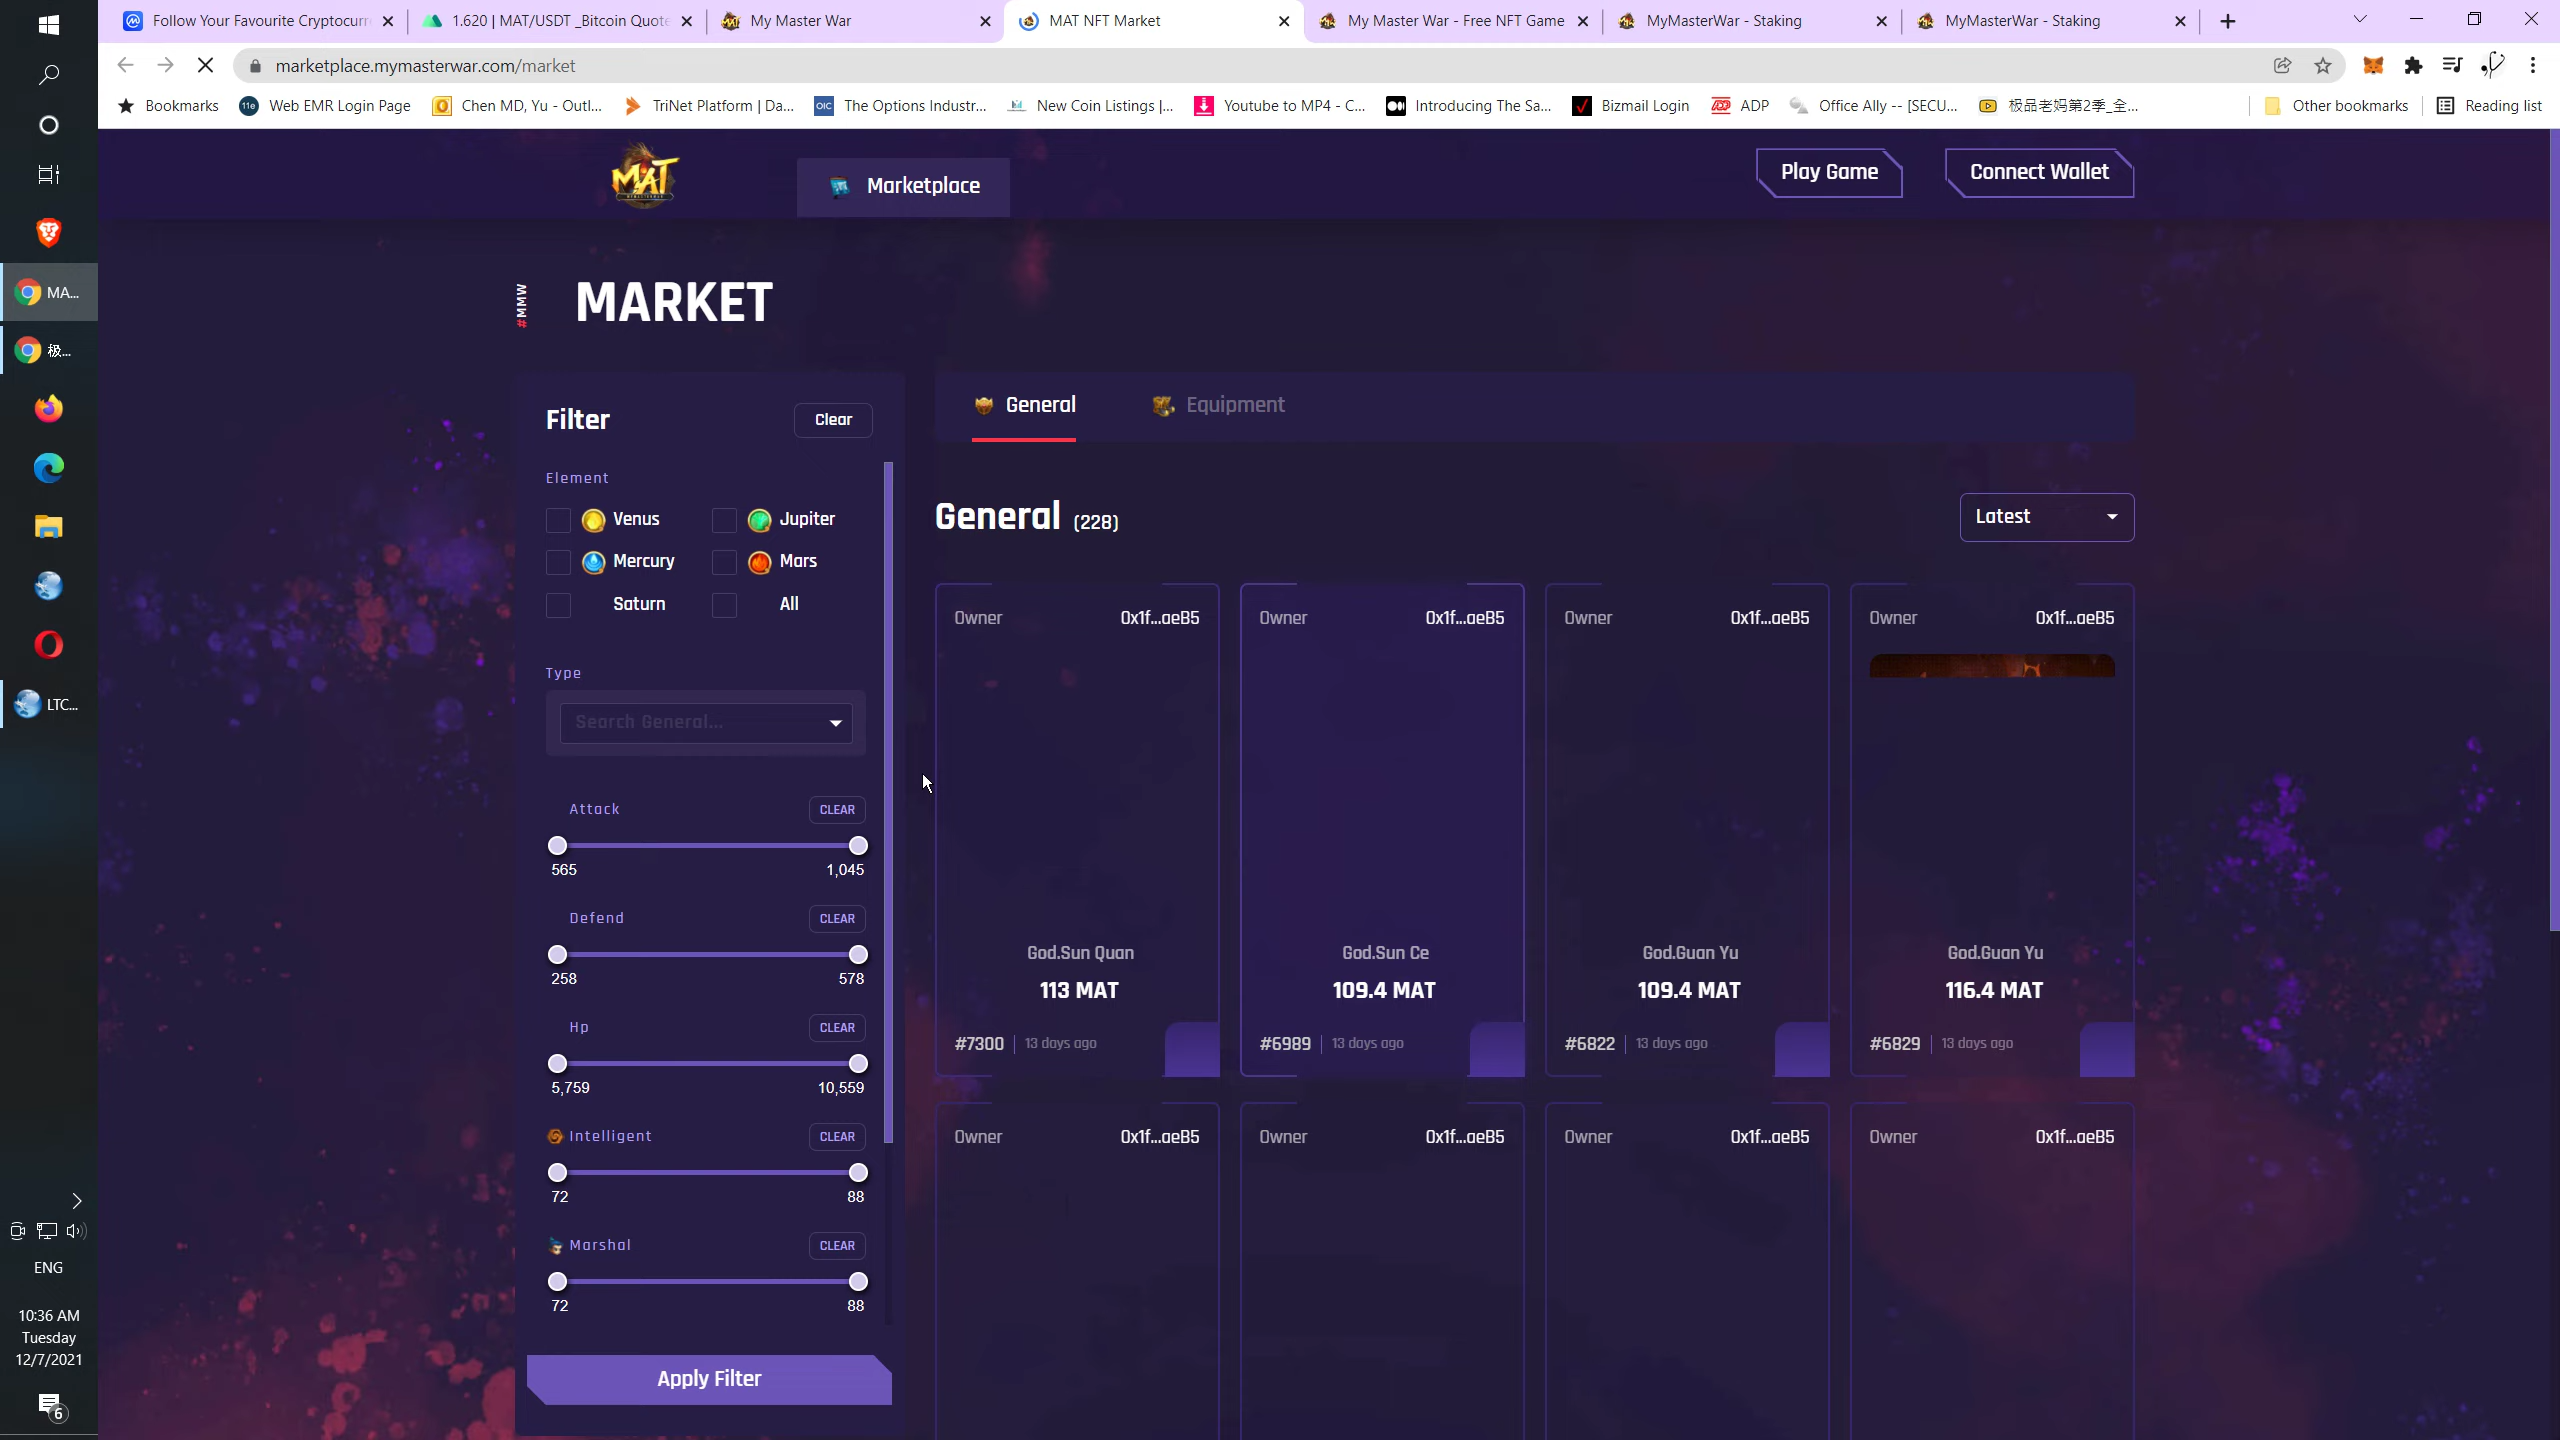 Follow Your Favourite Cryptocurr
1.620 | MAT/USDT _Bitcoin Quote
My Master War
MAT NFT Market
My Master War - Free NFT Game
MyMasterWar - Staking
MyMasterWar - Staking
marketplace.mymasterwar.com/market
Bookmarks
Web EMR Login Page
Chen MD, Yu - Outl...
TriNet Platform | Da...
The Options Industr...
New Coin Listings |...
Youtube to MP4 - C...
Introducing The Sa...
Bizmail Login
ADP
Office Ally -- [SECU...
极品老妈第2季_全...
Other bookmarks
Reading list
MAT
Marketplace
Play Game
Connect Wallet
#MMW
MARKET
Filter
Clear
Element
Venus
Jupiter
Mercury
Mars
Saturn
All
Type
Search General...
Attack
CLEAR
565
1,045
Defend
CLEAR
258
578
Hp
CLEAR
5,759
10,559
Intelligent
CLEAR
72
88
Marshal
CLEAR
72
88
Apply Filter
General
Equipment
General (228)
Latest
Owner 0x1f...aeB5
God.Sun Quan
113 MAT
#7300 13 days ago
Owner 0x1f...aeB5
God.Sun Ce
109.4 MAT
#6989 13 days ago
Owner 0x1f...aeB5
God.Guan Yu
109.4 MAT
#6822 13 days ago
Owner 0x1f...aeB5
God.Guan Yu
116.4 MAT
#6829 13 days ago
Owner 0x1f...aeB5
Owner 0x1f...aeB5
Owner 0x1f...aeB5
Owner 0x1f...aeB5
MA...
极...
LTC...
ENG
10:36 AM
Tuesday
12/7/2021
6